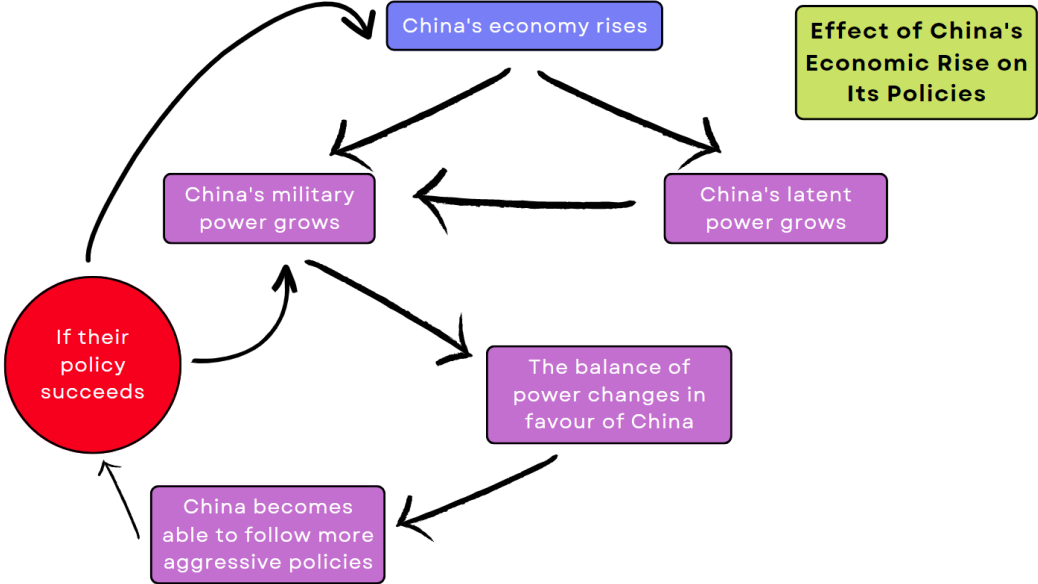 China's economy rises
Effect of China's
Economic Rise on
Its Policies
China's military
power grows
China's latent
power grows
If their
policy
succeeds
The balance of
power changes in
favour of China
China becomes
able to follow more
aggressive policies